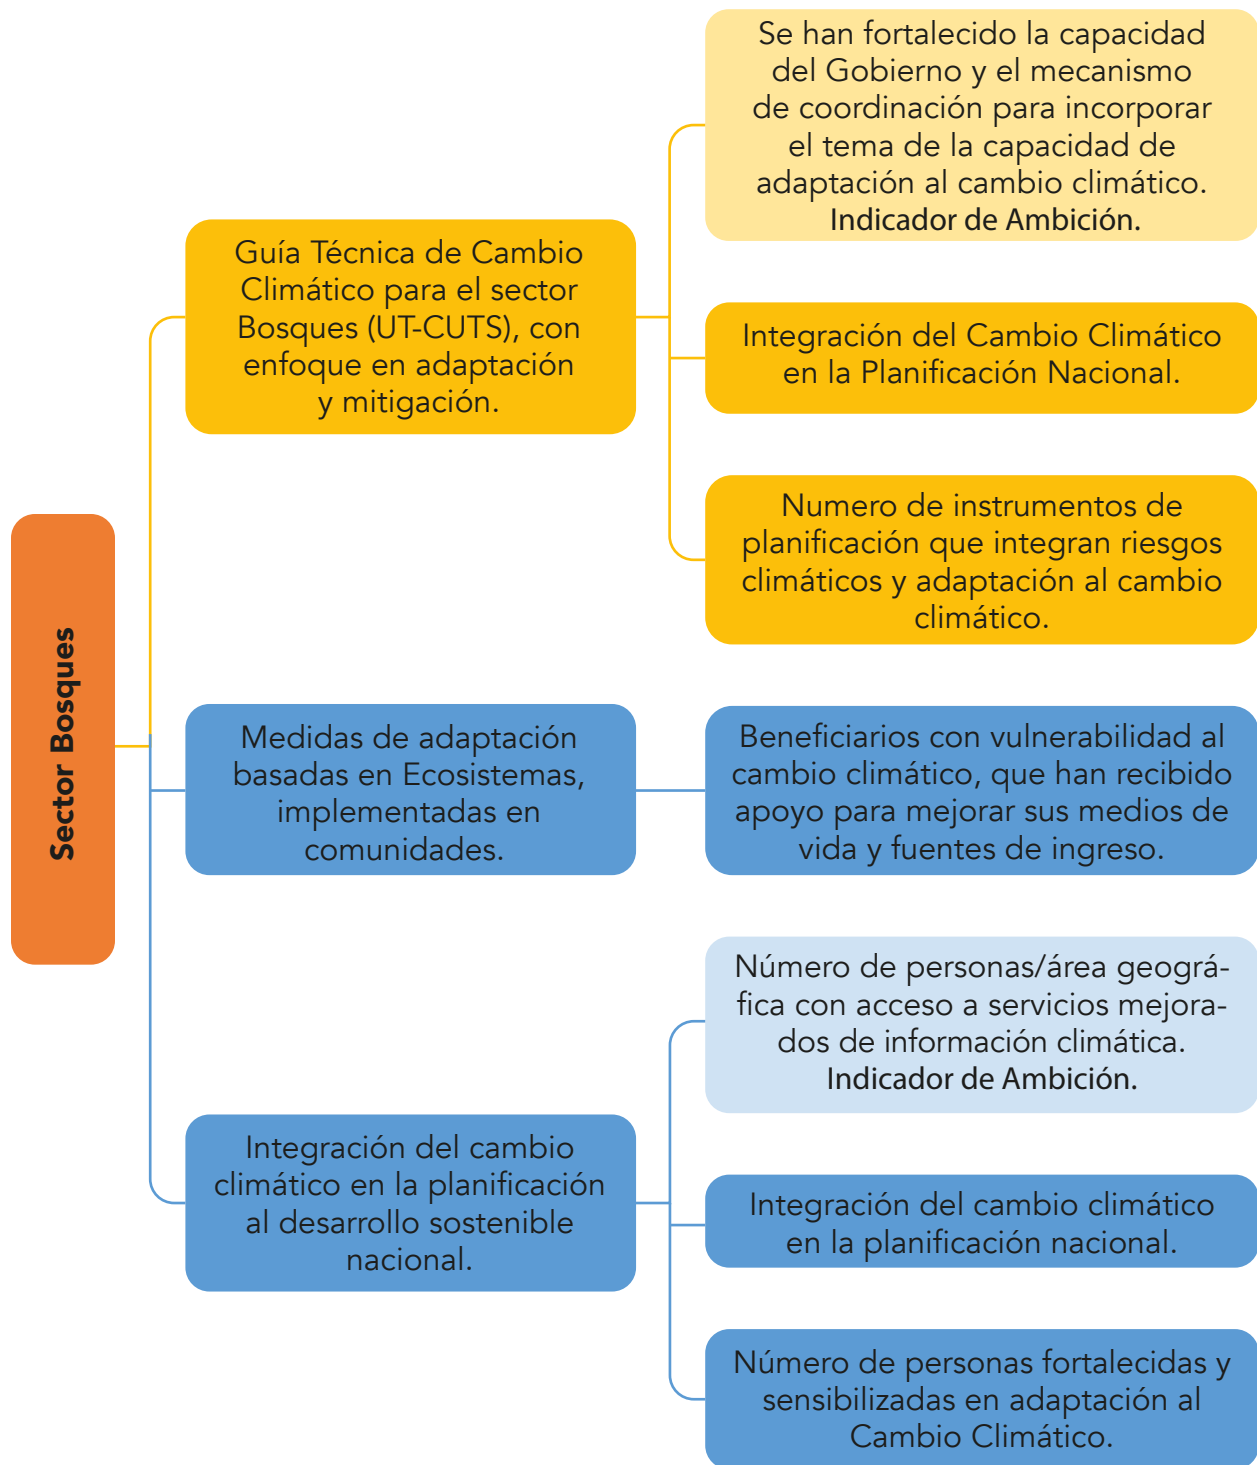 Sector Bosques
Guía Técnica de Cambio
Climático para el sector
Bosques (UT-CUTS), con
enfoque en adaptación
y mitigación.
Se han fortalecido la capacidad
del Gobierno y el mecanismo
de coordinación para incorporar
el tema de la capacidad de
adaptación al cambio climático.
Indicador de Ambición.
Integración del Cambio Climático
en la Planificación Nacional.
Numero de instrumentos de
planificación que integran riesgos
climáticos y adaptación al cambio
climático.
Medidas de adaptación
basadas en Ecosistemas,
implementadas en
comunidades.
Beneficiarios con vulnerabilidad al
cambio climático, que han recibido
apoyo para mejorar sus medios de
vida y fuentes de ingreso.
Integración del cambio
climático en la planificación
al desarrollo sostenible
nacional.
Número de personas/área geográ-
fica con acceso a servicios mejora-
dos de información climática.
Indicador de Ambición.
Integración del cambio climático
en la planificación nacional.
Número de personas fortalecidas y
sensibilizadas en adaptación al
Cambio Climático.